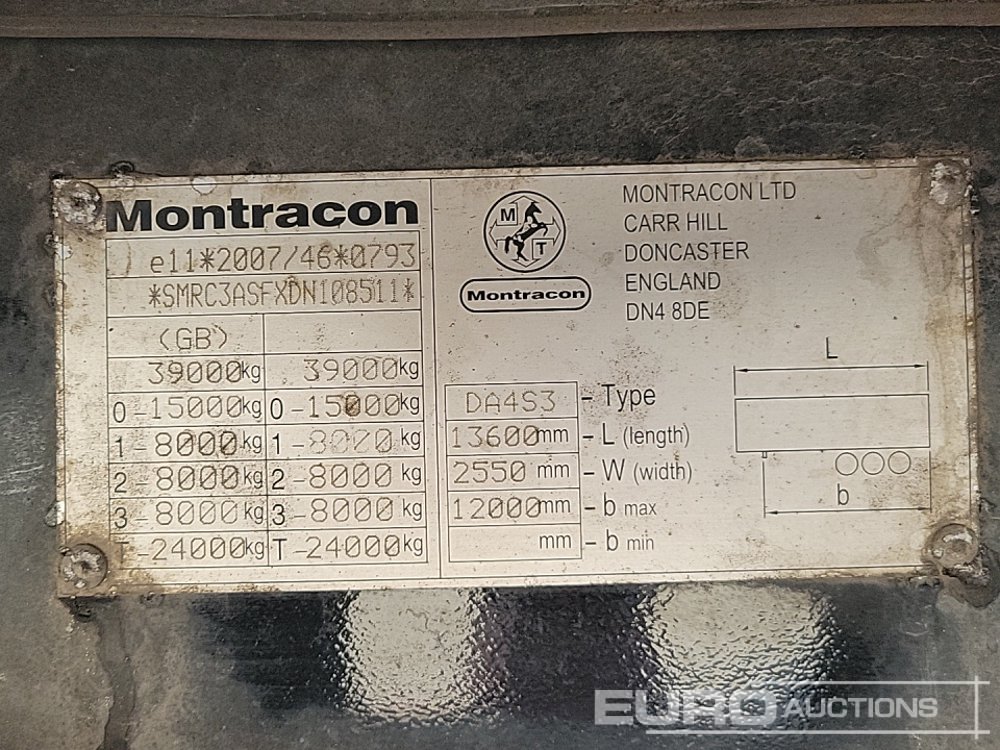 Montracon
e11*2007/46*0793
*SMRC3ASFXDN108511*
(GB)
39000kg 39000kg
0-15000kg 0-15000kg
1-8000kg 1-8000kg
2-8000kg 2-8000kg
3-8000kg 3-8000kg
T-24000kg T-24000kg
M T
Montracon
MONTRACON LTD
CARR HILL
DONCASTER
ENGLAND
DN4 8DE
DA4S3 - Type
13600mm - L (length)
2550 mm - W (width)
12000mm - b max
mm - b min
L
b
EURO AUCTIONS